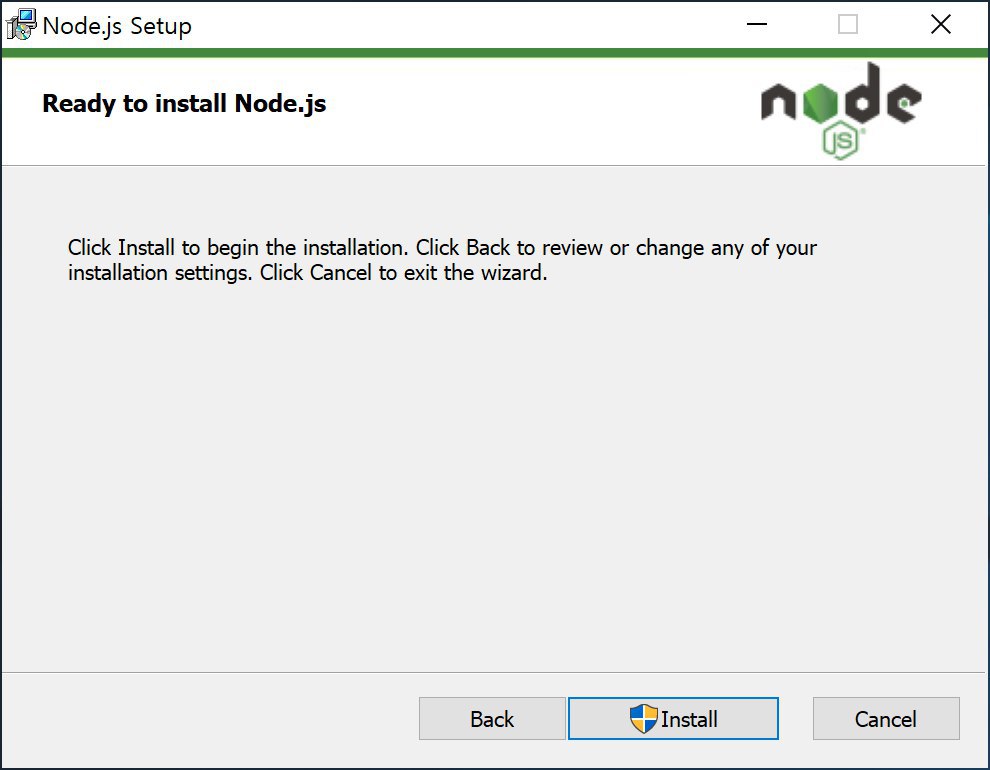 Node.js Setup
Ready to install Node.js
node
JS®
Click Install to begin the installation. Click Back to review or change any of your
installation settings. Click Cancel to exit the wizard.
Back
Install
Cancel